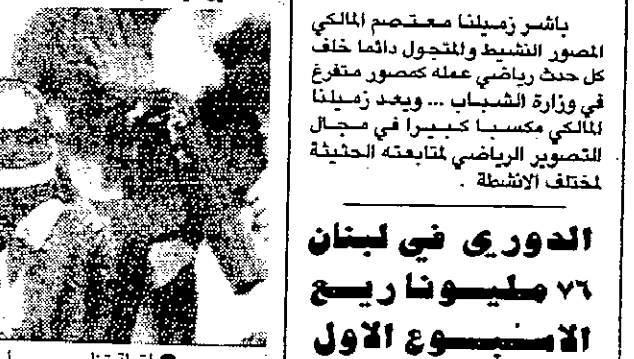 باشر زميلنا معتصم المالكي
المصور النشيط والمتجول دائما خلف
كل حدث رياضي عمله كمصور متفرغ
في وزارة الشباب ... ويعد زميلنا
المالكي مكسبا كبيرا في مجال
التصوير الرياضي لمتابعته الحثيثة
لمختلف الانشطة .
الدوري في لبنان
٧٦ مليونا ريع
الاسبوع الاول